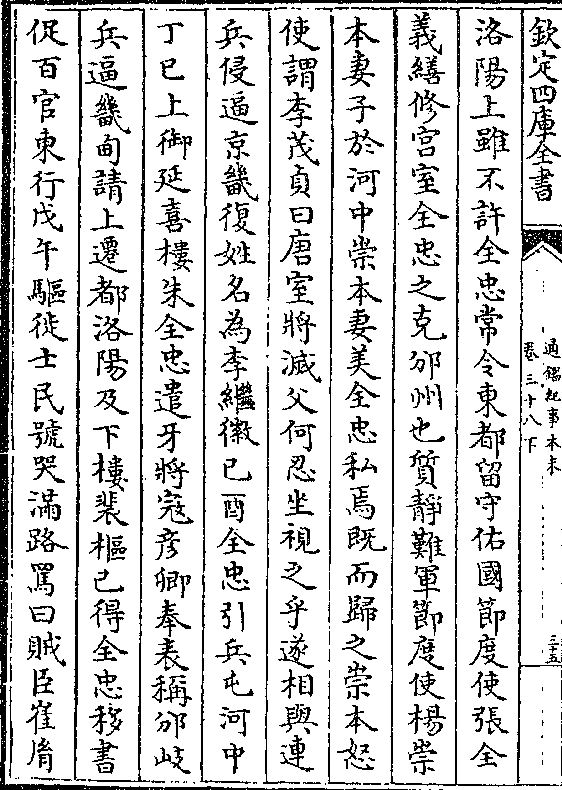 欽定四庫全書
通鑑紀事本末
卷三十八下
三十五
洛陽上雖不許全忠常令東都留守佑國節度使張全
義繕修宫室全忠之克邠州也質靜難軍節度使楊崇
本妻子於河中崇本妻美全忠私焉既而歸之崇本怒
使謂李茂貞曰唐室將滅父何忍坐視之乎遂相與連
兵侵逼京畿復姓名為李繼徽己酉全忠引兵屯河中
丁巳上御延喜樓朱全忠遣牙將寇彦卿奉表稱邠岐
兵逼畿甸請上遷都洛陽及下樓裴樞已得全忠移書
促百官東行戊午驅徙士民號哭滿路罵曰賊臣崔胤